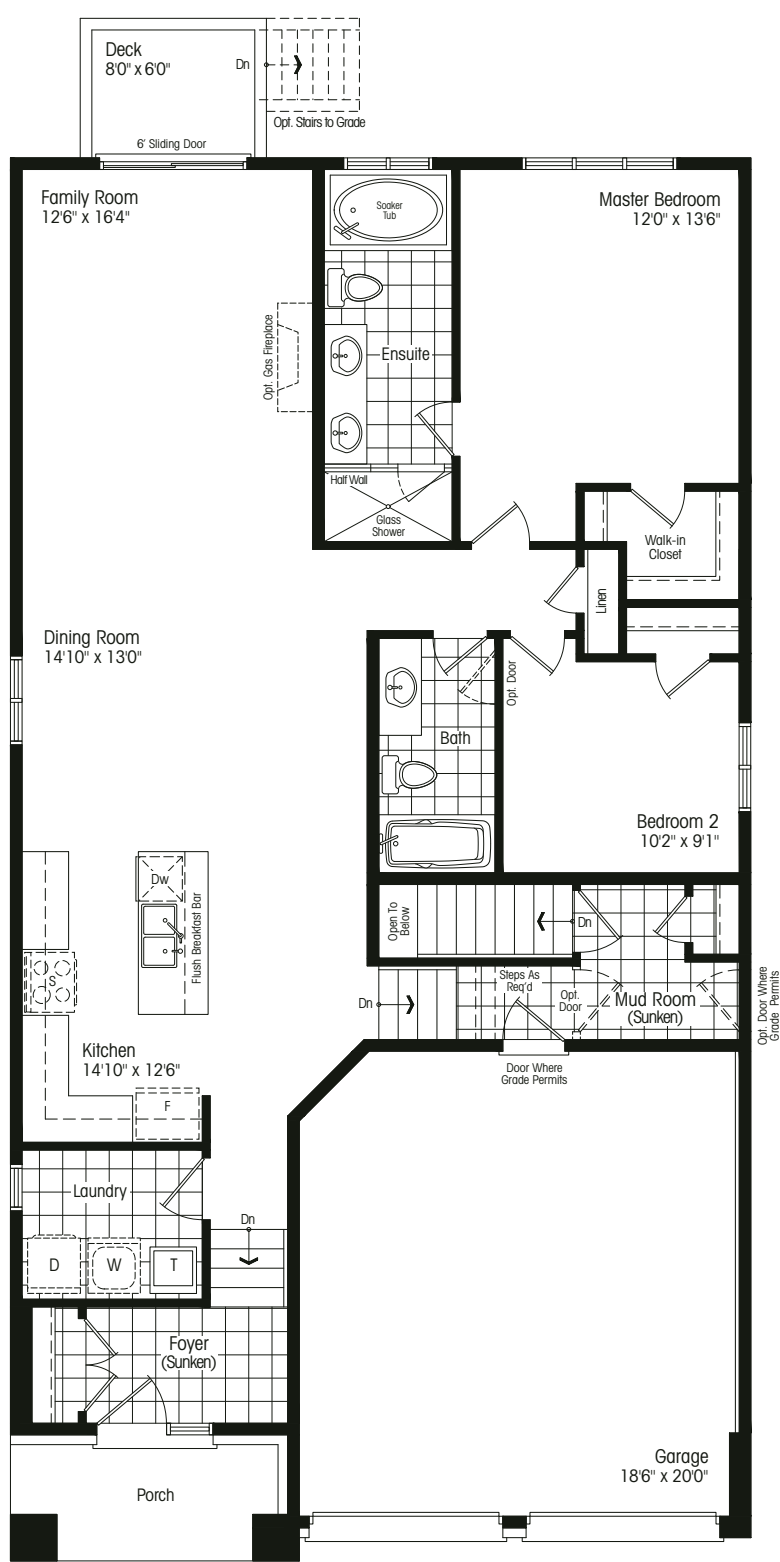 Deck
8'0" x 6'0"
Dn
Opt. Stairs to Grade
6' Sliding Door
Family Room
12'6" x 16'4"
Soaker
Tub
Master Bedroom
12'0" x 13'6"
Opt. Gas Fireplace
Ensuite
Half Wall
Glass
Shower
Walk-in
Closet
Linen
Dining Room
14'10" x 13'0"
Opt. Door
Bath
Bedroom 2
10'2" x 9'1"
Dw
Flush Breakfast Bar
S
Open To
Below
Dn
Steps As
Req'd
Opt.
Door
Mud Room
(Sunken)
Opt. Door Where
Grade Permits
Dn
Kitchen
14'10" x 12'6"
Door Where
Grade Permits
F
Laundry
Dn
D
W
T
Foyer
(Sunken)
Garage
18'6" x 20'0"
Porch